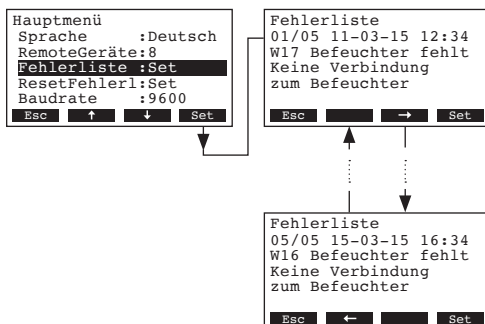 Hauptmenü
Sprache :Deutsch
RemoteGeräte:8
Fehlerliste :Set
ResetFehlerl:Set
Baudrate :9600
Esc ↑ ↓ Set
Fehlerliste
01/05 11-03-15 12:34
W17 Befeuchter fehlt
Keine Verbindung
zum Befeuchter
Esc → Set
Fehlerliste
05/05 15-03-15 16:34
W16 Befeuchter fehlt
Keine Verbindung
zum Befeuchter
Esc ← Set